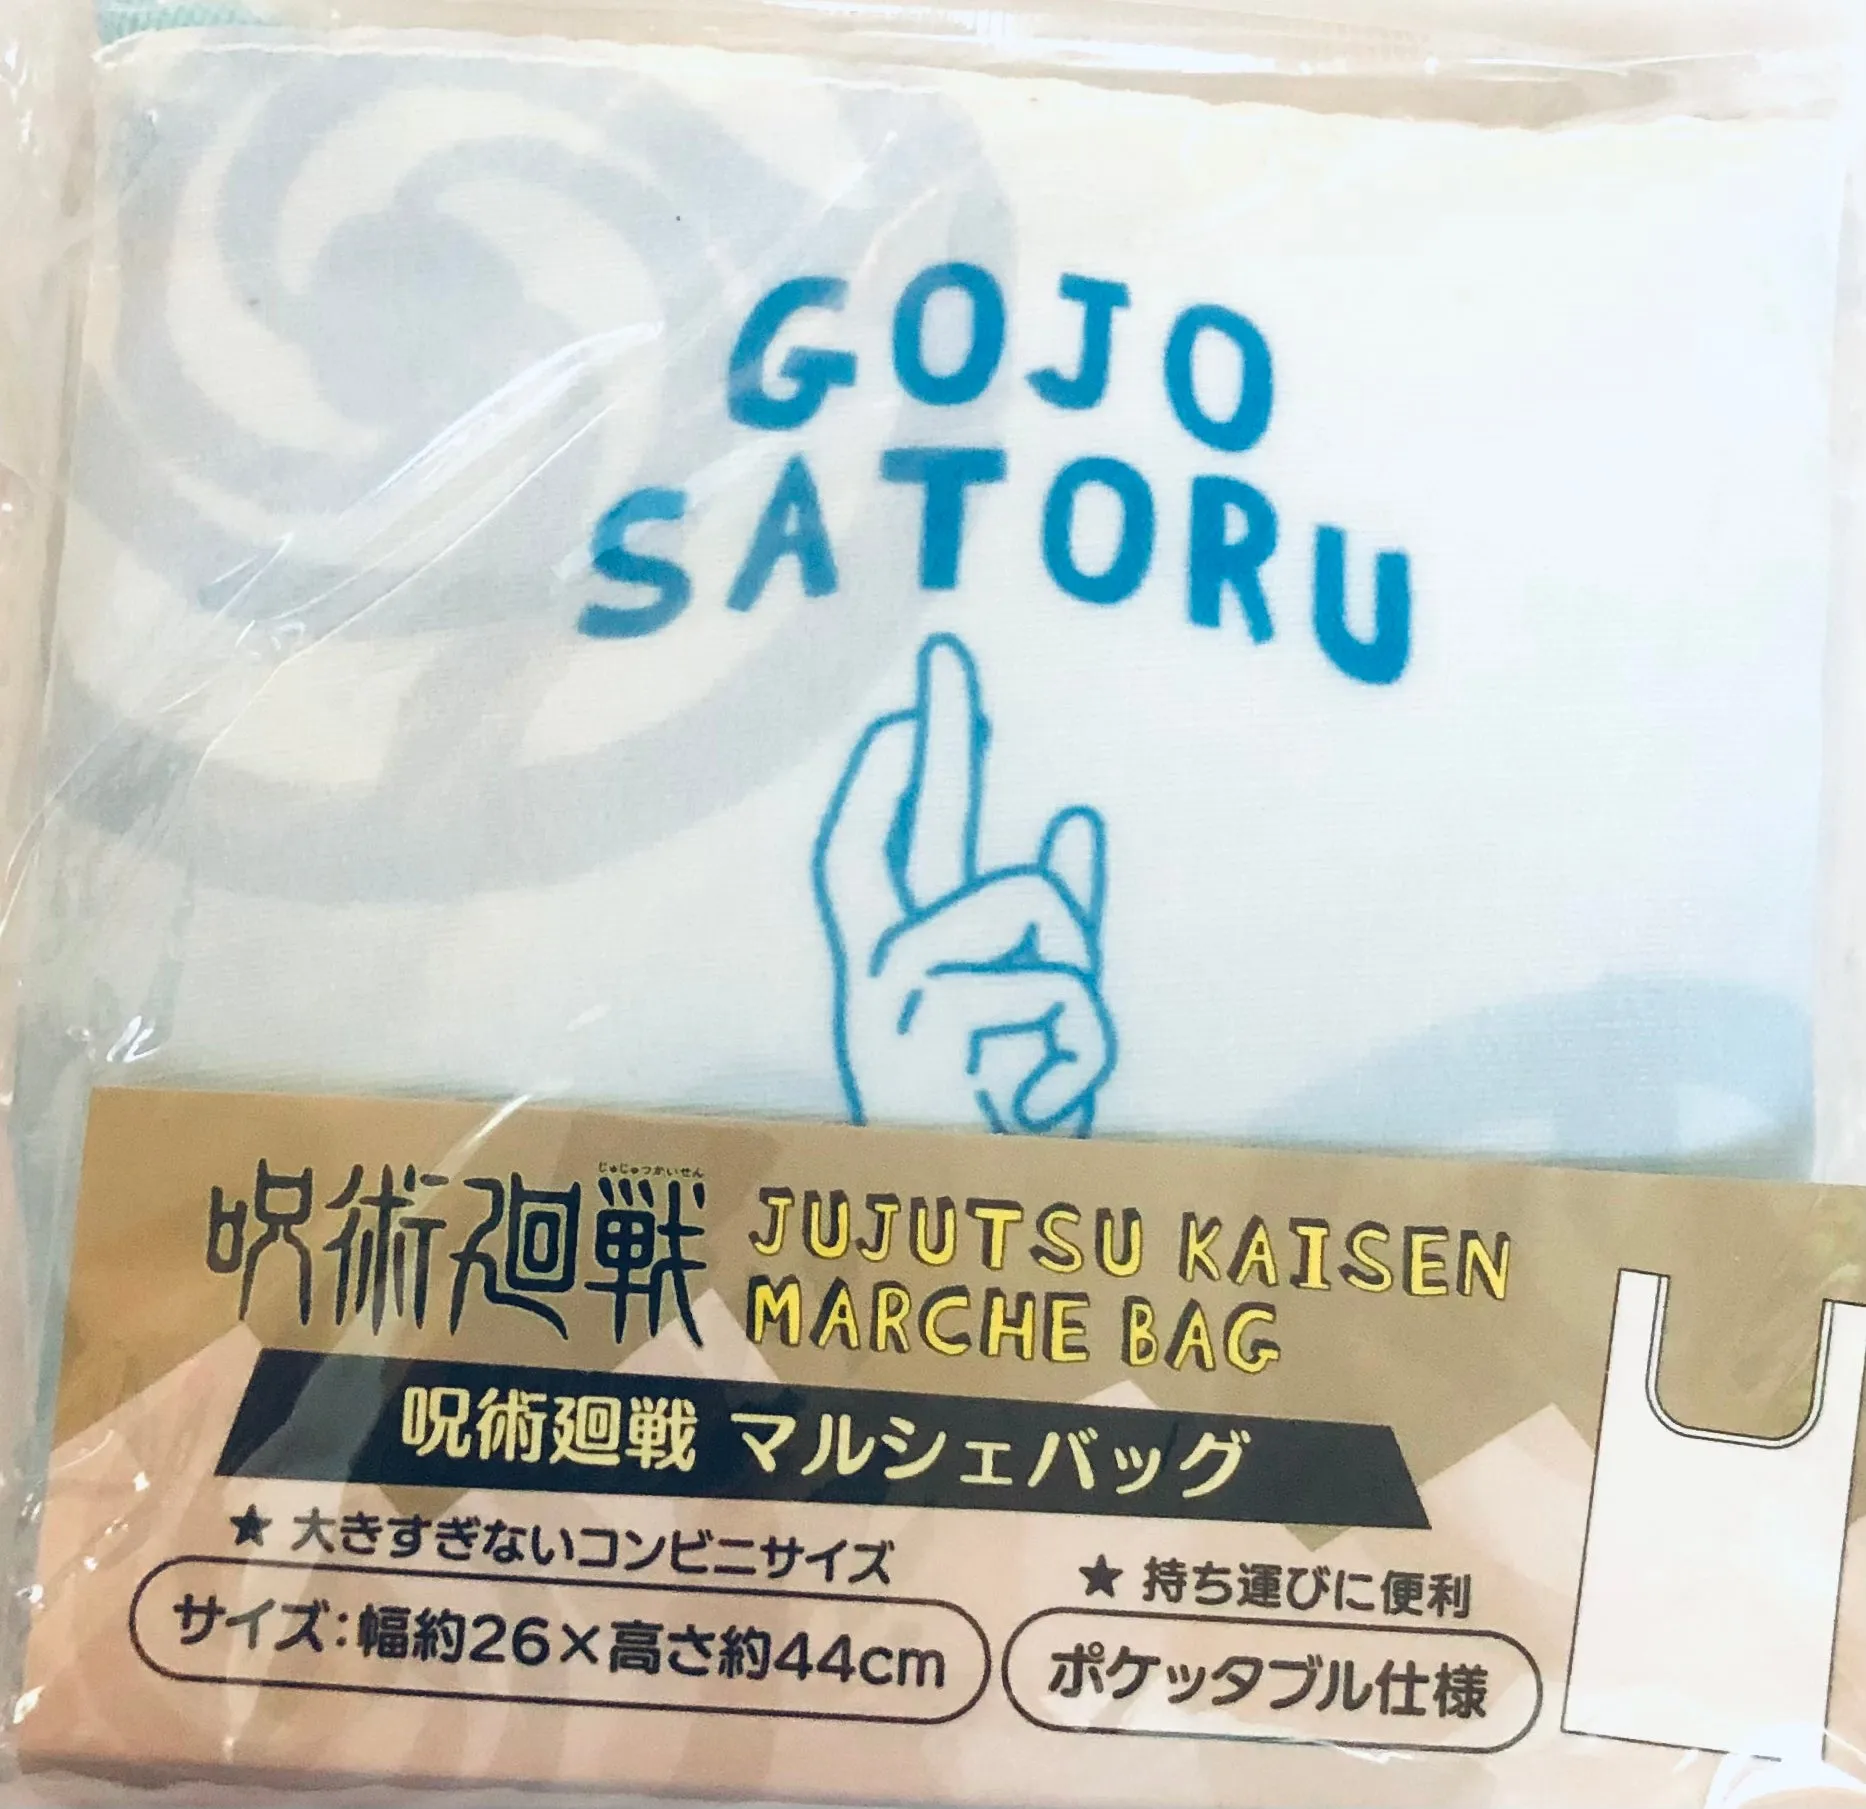 GOJO
SATORU
じゅじゅつかいせん
呪術廻戦
JUJUTSU KAISEN
MARCHE BAG
呪術廻戦 マルシェバッグ
★ 大きすぎないコンビニサイズ
サイズ:幅約26×高さ約44cm
★ 持ち運びに便利
ポケッタブル仕様